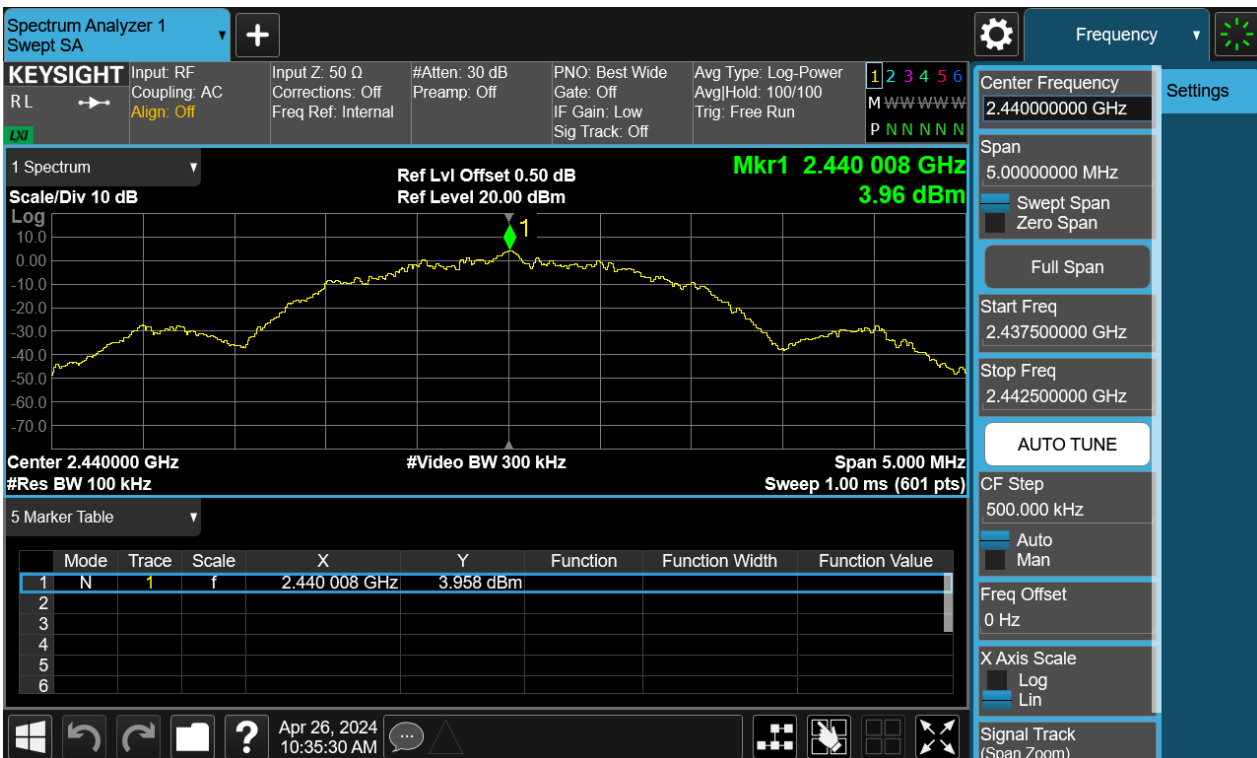 Spectrum Analyzer 1
Swept SA
+
Frequency
KEYSIGHT
R L
LXI
Input: RF
Coupling: AC
Align: Off
Input Z: 50 Ω
Corrections: Off
Freq Ref: Internal
#Atten: 30 dB
Preamp: Off
PNO: Best Wide
Gate: Off
IF Gain: Low
Sig Track: Off
Avg Type: Log-Power
Avg|Hold: 100/100
Trig: Free Run
1 2 3 4 5 6
M W W W W W
P N N N N N
1 Spectrum
Scale/Div 10 dB
Ref Lvl Offset 0.50 dB
Ref Level 20.00 dBm
Mkr1 2.440 008 GHz
3.96 dBm
Log
1
10.0
0.00
-10.0
-20.0
-30.0
-40.0
-50.0
-60.0
-70.0
Center 2.440000 GHz
#Video BW 300 kHz
Span 5.000 MHz
#Res BW 100 kHz
Sweep 1.00 ms (601 pts)
5 Marker Table
Mode Trace Scale X Y Function Function Width Function Value
1 N 1 f 2.440 008 GHz 3.958 dBm
2
3
4
5
6
?
Apr 26, 2024
10:35:30 AM
Center Frequency
2.440000000 GHz
Span
5.00000000 MHz
Swept Span
Zero Span
Full Span
Start Freq
2.437500000 GHz
Stop Freq
2.442500000 GHz
AUTO TUNE
CF Step
500.000 kHz
Auto
Man
Freq Offset
0 Hz
X Axis Scale
Log
Lin
Signal Track
(Span Zoom)
Settings